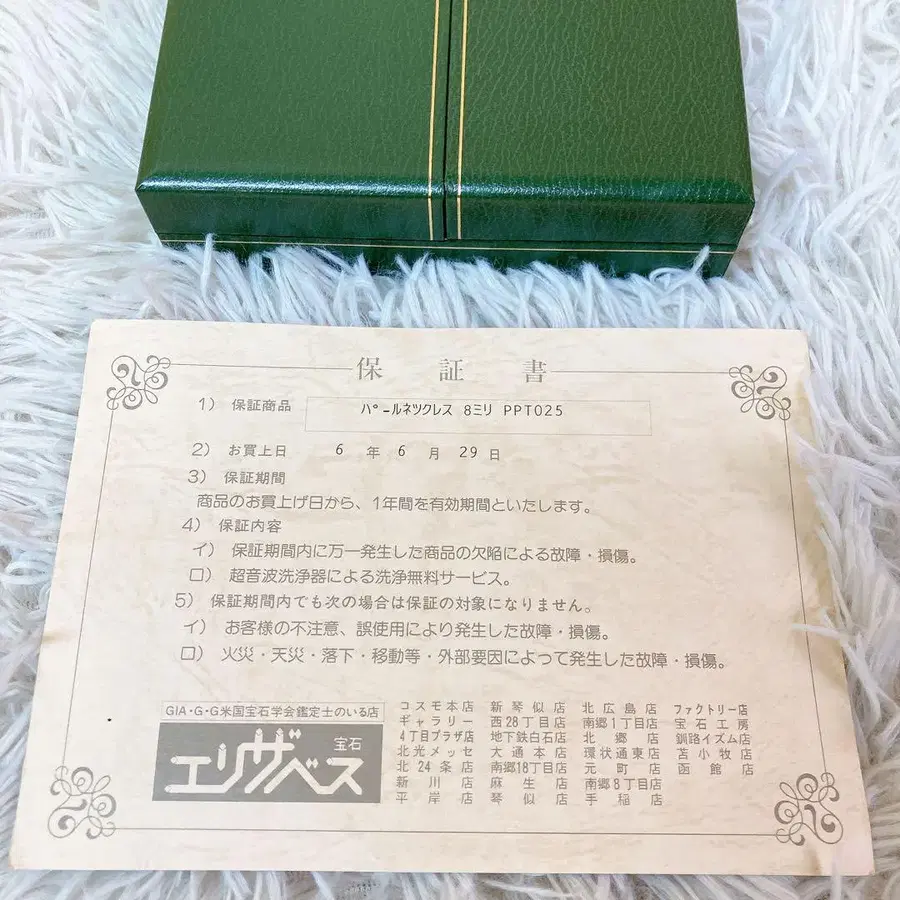 保証書
1) 保証商品 パールネツクレス 8ミリ PPT025
2) お買上日 6 年 6 月 29 日
3) 保証期間
商品のお買上げ日から、1年間を有効期間といたします。
4) 保証内容
イ) 保証期間内に万一発生した商品の欠陥による故障・損傷。
ロ) 超音波洗浄器による洗浄無料サービス。
5) 保証期間内でも次の場合は保証の対象になりません。
イ) お客様の不注意、誤使用により発生した故障・損傷。
ロ) 火災・天災・落下・移動等・外部要因によって発生した故障・損傷。
GIA・G・G米国宝石学会鑑定士のいる店
宝石
エリザベス
コスモ本店 新琴似店 北広島店 ファクトリー店
ギャラリー 西28丁目店 南郷1丁目店 宝石工房
4丁目プラザ店 地下鉄白石店 北郷店 釧路イズム店
北光メッセ 大通本店 環状通東店 苫小牧店
北24条店 南郷18丁目店 元町店 函館店
新川店 麻生店 南郷8丁目店
平岸店 琴似店 手稲店